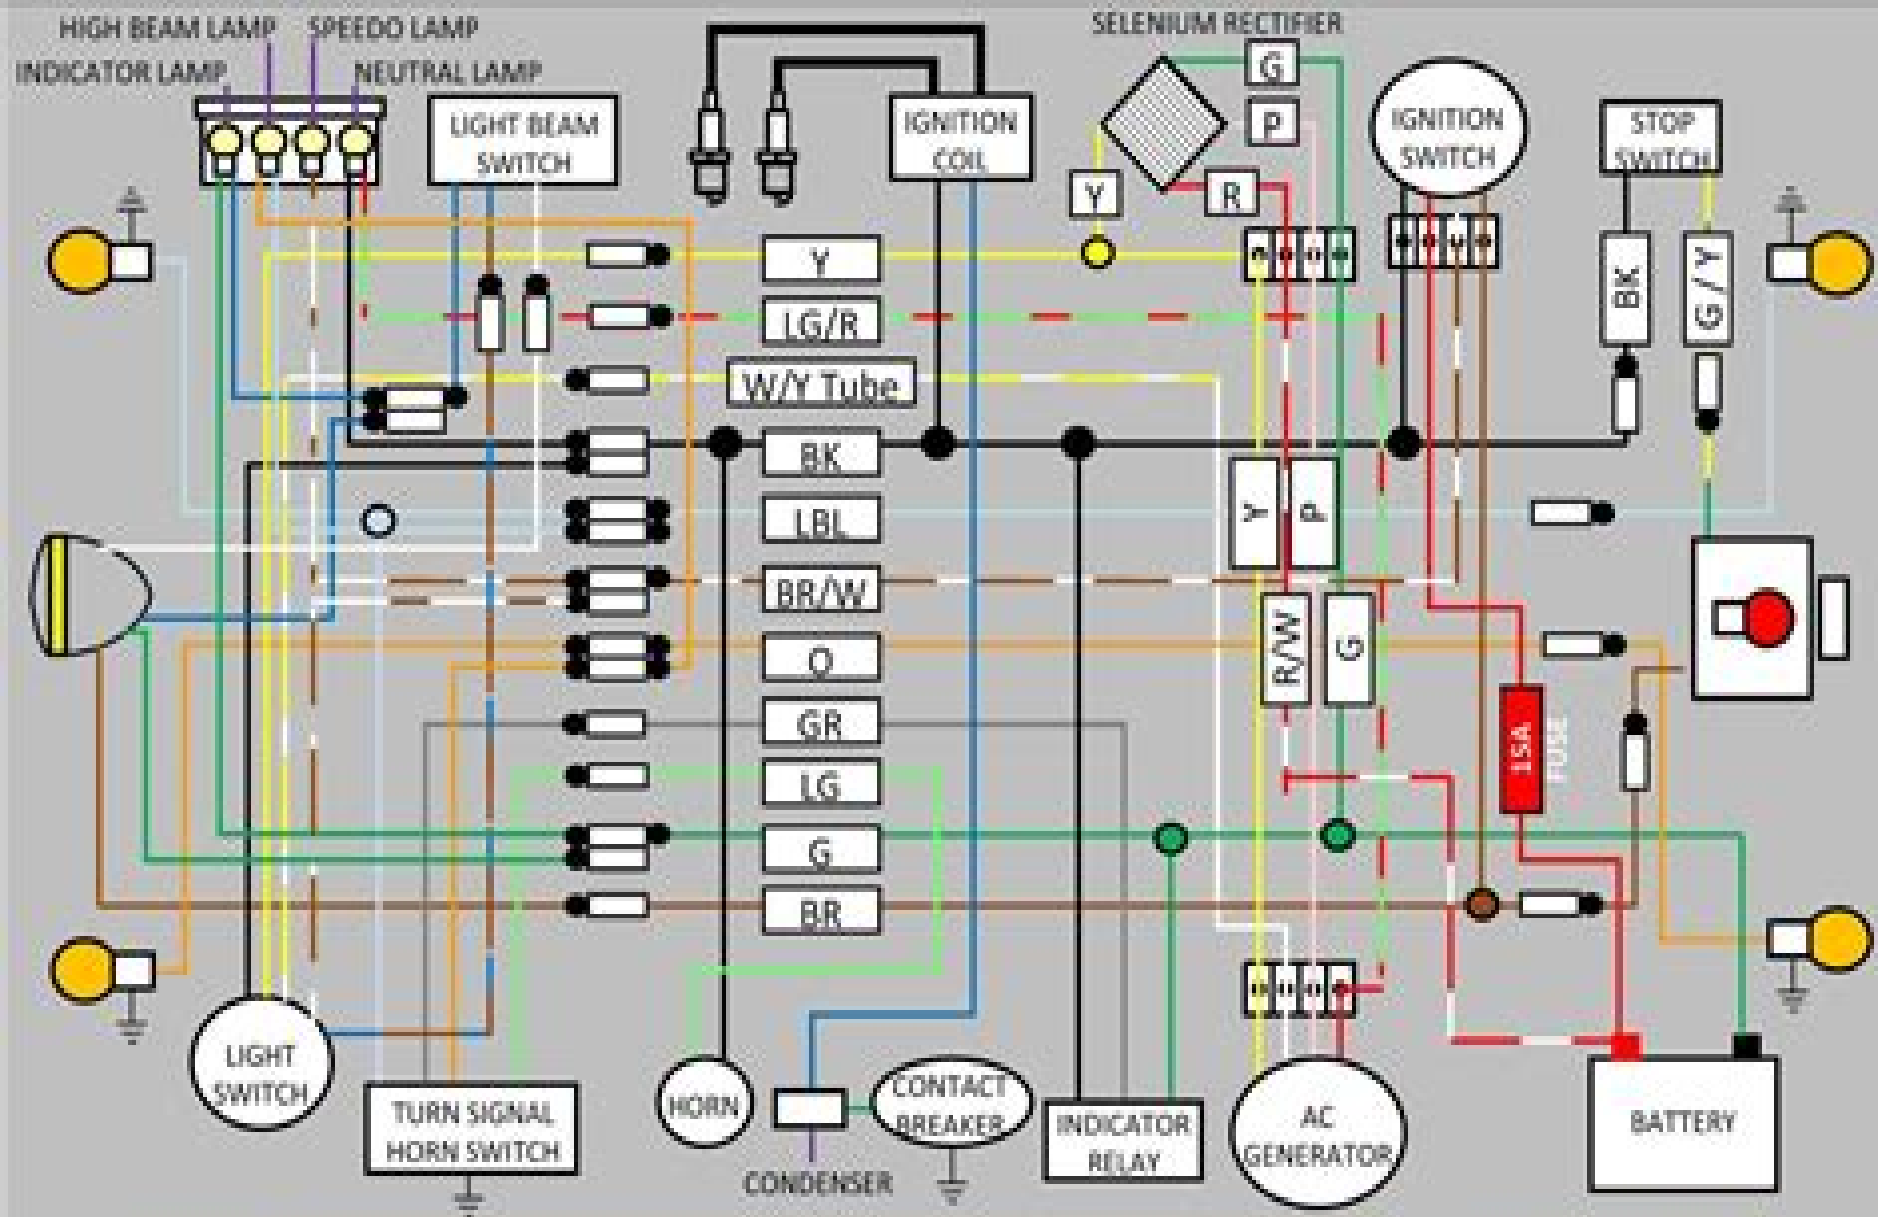 HIGH BEAM LAMP
SPEEDO LAMP
INDICATOR LAMP
NEUTRAL LAMP
LIGHT BEAM
SWITCH
IGNITION
COIL
SELENIUM RECTIFIER
G
P
Y
R
IGNITION
SWITCH
STOP
SWITCH
BK
G / Y
Y
LG/R
W/Y Tube
BK
LBL
BR/W
O
GR
LG
G
BR
Y
P
R/W
G
15A
FUSE
LIGHT
SWITCH
TURN SIGNAL
HORN SWITCH
HORN
CONDENSER
CONTACT
BREAKER
INDICATOR
RELAY
AC
GENERATOR
BATTERY